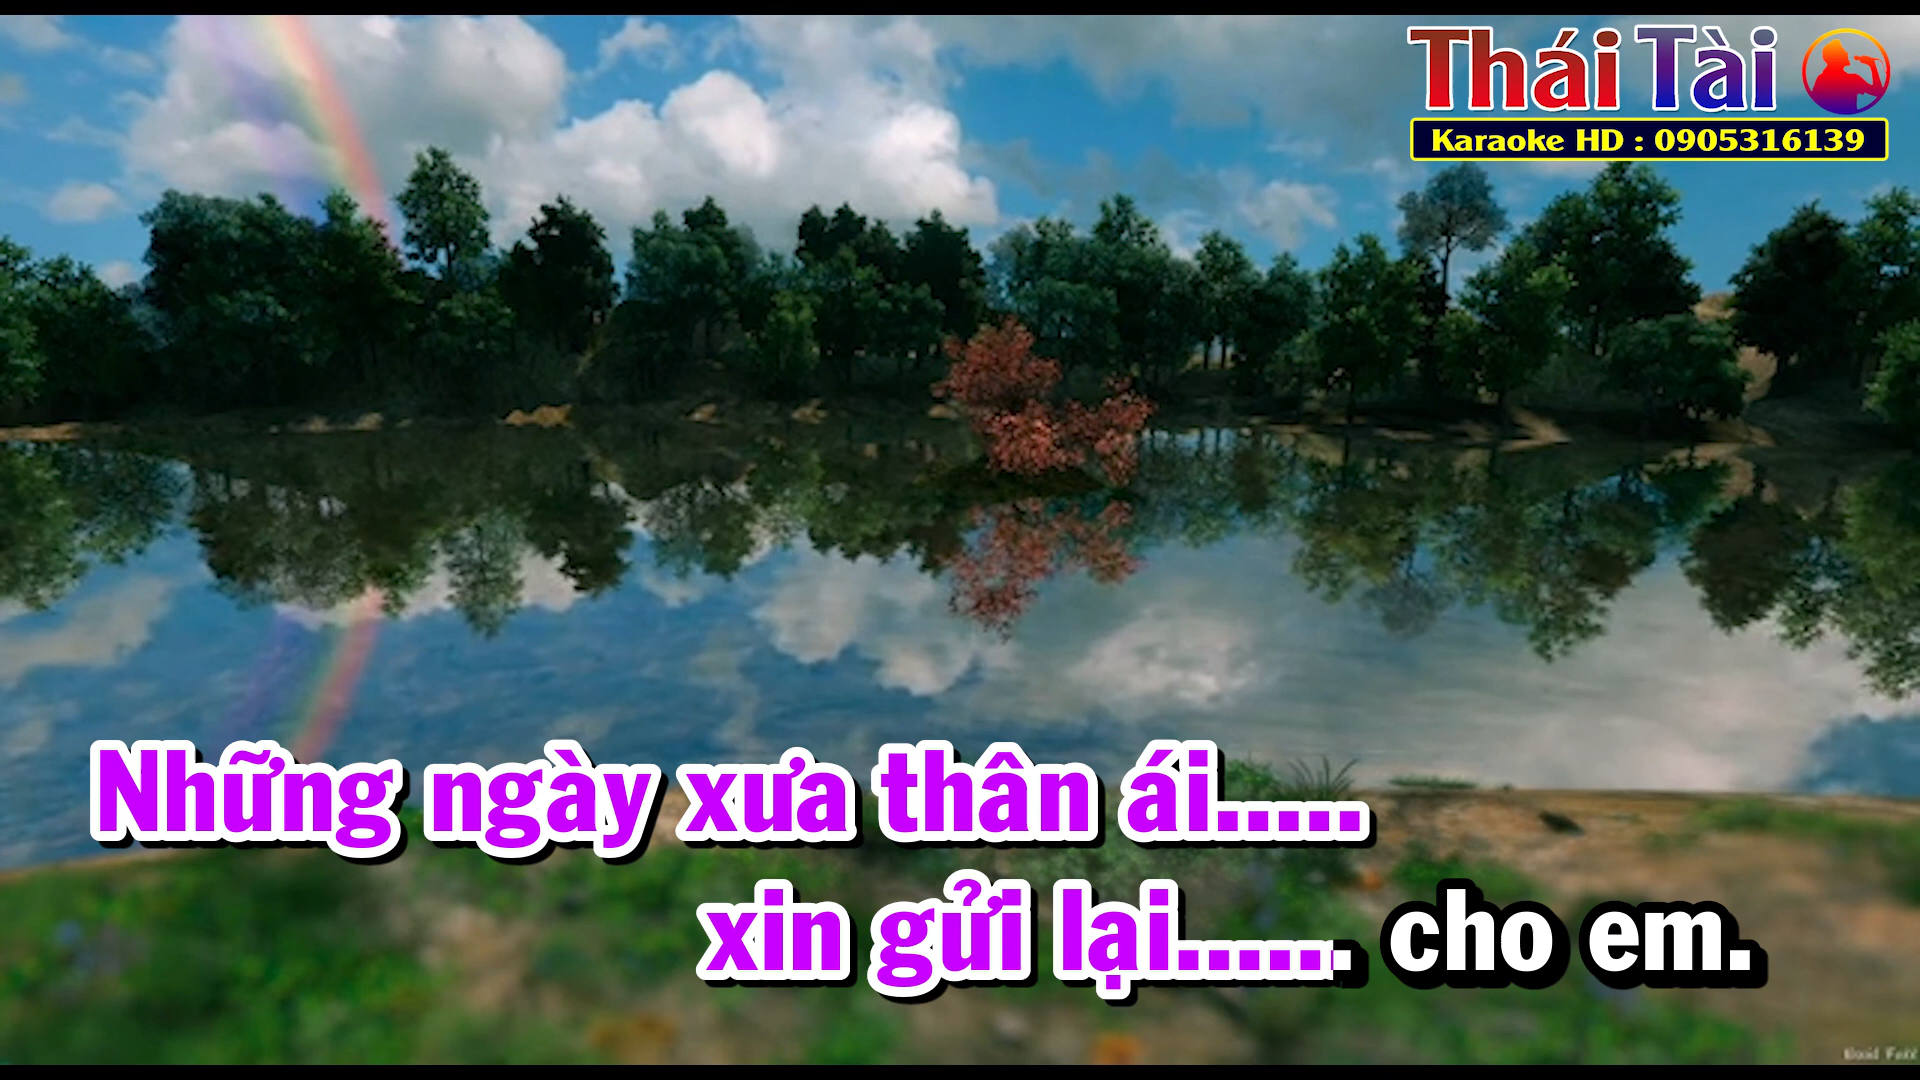 Thái Tài
Karaoke HD : 0905316139
Những ngày xưa thân ái.....
xin gửi lại...... cho em.